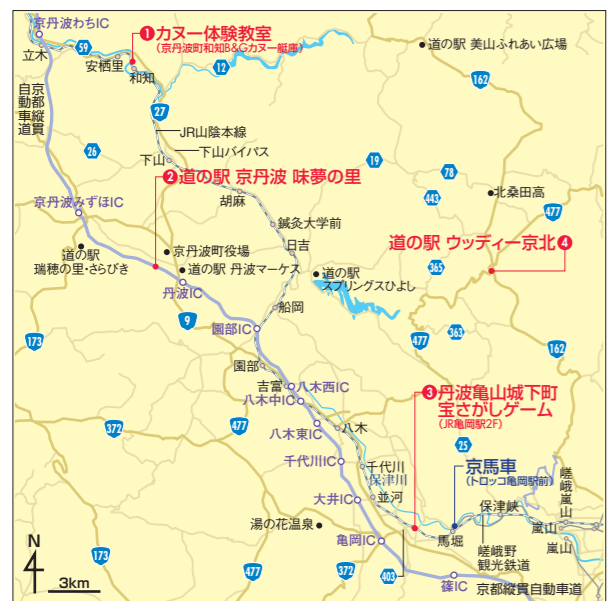 京丹波わちIC
立木
59
安栖里
和知
❶カヌー体験教室
(京丹波町和知B&Gカヌー艇庫)
12
道の駅 美山ふれあい広場
162
27
京都縦貫
自動車道
JR山陰本線
下山バイパス
下山
26
19
78
443
北桑田高
477
❷道の駅 京丹波 味夢の里
胡麻
京丹波みずほIC
鍼灸大学前
日吉
道の駅
瑞穂の里・さらびき
京丹波町役場
道の駅 丹波マーケス
丹波IC
道の駅
スプリングスひよし
道の駅 ウッディー京北❹
365
船岡
9
園部IC
173
477
363
162
園部
吉富
八木西IC
八木中IC
❸丹波亀山城下町
宝さがしゲーム
(JR亀岡駅2F)
372
477
八木東IC
八木
25
千代川IC
千代川
保津川
京馬車
(トロッコ亀岡駅前)
大井IC
並河
保津峡
嵯峨
嵐山
嵐山
嵐山
湯の花温泉
亀岡IC
馬堀
嵯峨野
観光鉄道
N
3km
173
477
372
403
篠IC
京都縦貫自動車道